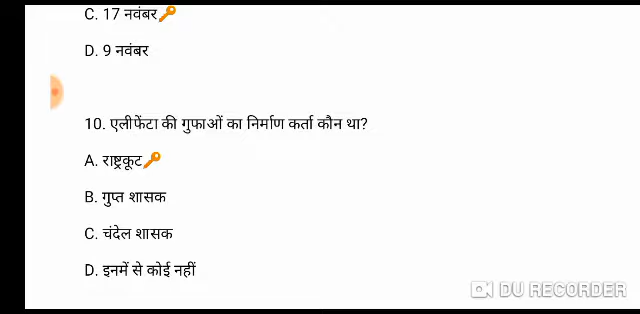 C. 17 नवंबर
D. 9 नवंबर
10. एलीफेंटा की गुफाओं का निर्माण कर्ता कौन था?
A. राष्ट्रकूट
B. गुप्त शासक
C. चंदेल शासक
D. इनमें से कोई नहीं
DU RECORDER